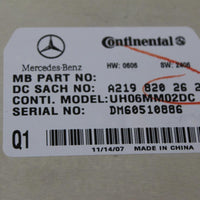 Continental
Mercedes-Benz HW: 0606 SW: 2406
MB PART NO:
DC SACH NO: A219 820 26 2
CONTI. MODEL: UH06MM02DC
SERIAL NO: DM60510886
Q1
11/14/07 MADE IN